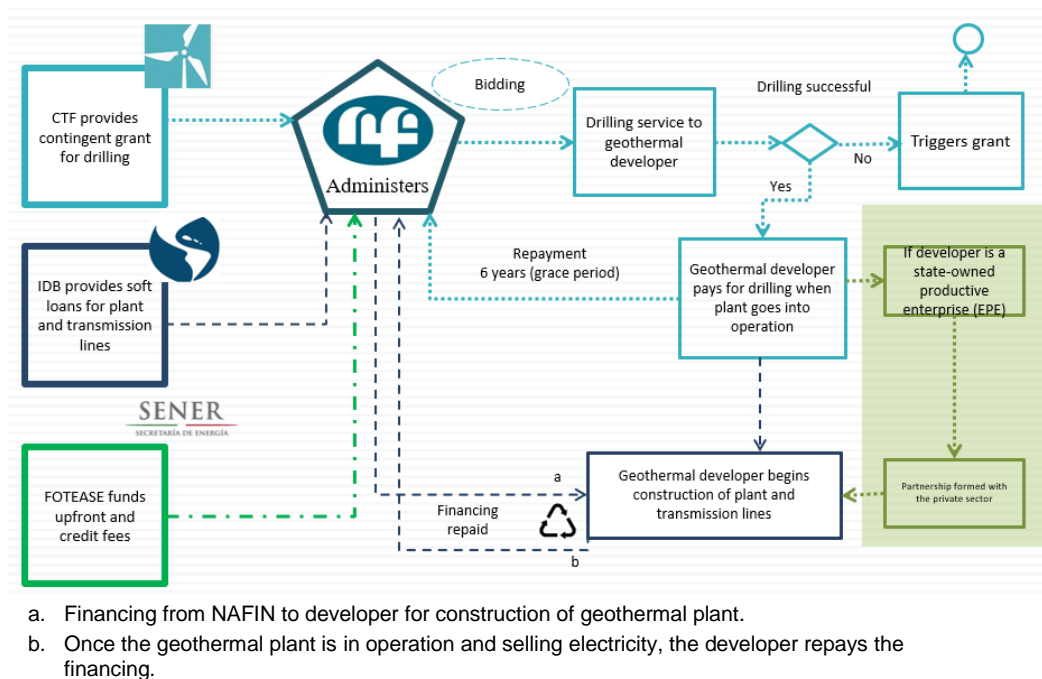 CTF provides
contingent grant
for drilling
Administers
Bidding
Drilling service to
geothermal
developer
Drilling successful
No
Yes
Triggers grant
IDB provides soft
loans for plant
and transmission
lines
Repayment
6 years (grace period)
Geothermal developer
pays for drilling when
plant goes into
operation
If developer is a
state-owned
productive
enterprise (EPE)
SENER
SECRETARÍA DE ENERGÍA
FOTEASE funds
upfront and
credit fees
a
Financing
repaid
b
Geothermal developer begins
construction of plant and
transmission lines
Partnership formed with
the private sector
a. Financing from NAFIN to developer for construction of geothermal plant.
b. Once the geothermal plant is in operation and selling electricity, the developer repays the
financing.